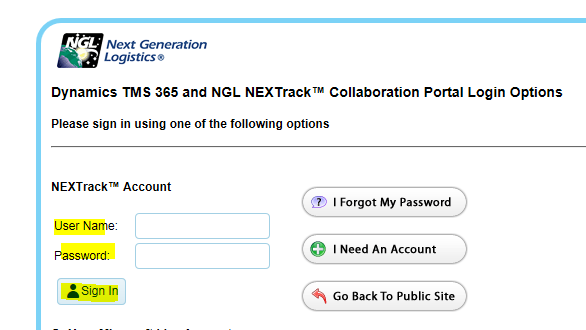 NGL Next Generation
Logistics®
Dynamics TMS 365 and NGL NEXTrack™ Collaboration Portal Login Options
Please sign in using one of the following options
NEXTrack™ Account
? I Forgot My Password
User Name:
I Need An Account
Password:
Sign In
Go Back To Public Site